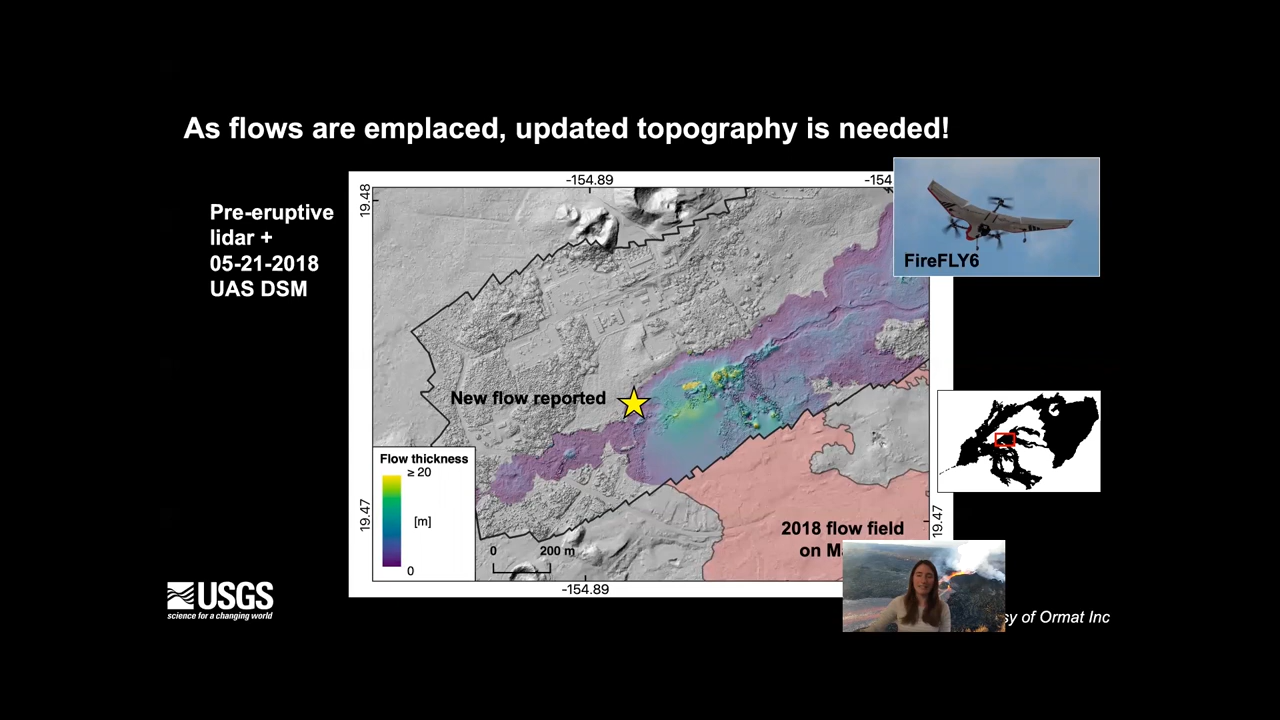 As flows are emplaced, updated topography is needed!
Pre-eruptive
lidar +
05-21-2018
UAS DSM
-154.89
-154
19.48
FireFLY6
New flow reported
Flow thickness
≥ 20
[m]
0
19.47
0 200 m
2018 flow field
on M
19.47
-154.89
USGS
science for a changing world
sy of Ormat Inc